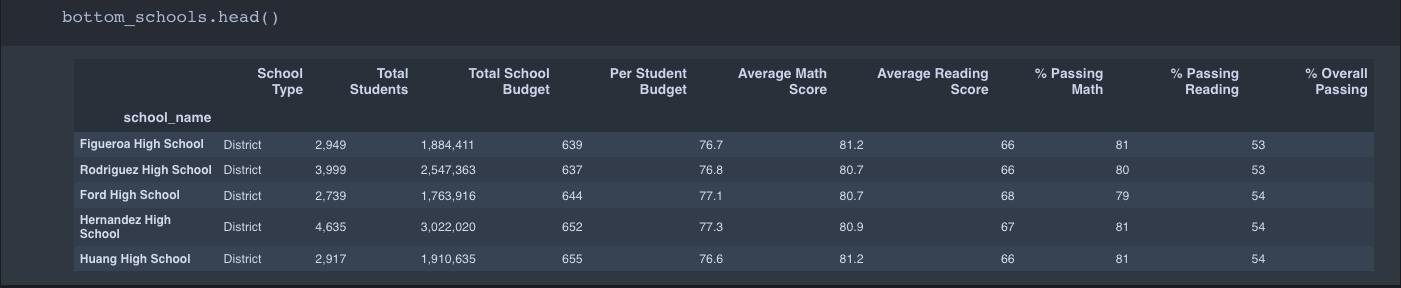 bottom_schools.head()
School Type Total Students Total School Budget Per Student Budget Average Math Score Average Reading Score % Passing Math % Passing Reading % Overall Passing
school_name
Figueroa High School District 2,949 1,884,411 639 76.7 81.2 66 81 53
Rodriguez High School District 3,999 2,547,363 637 76.8 80.7 66 80 53
Ford High School District 2,739 1,763,916 644 77.1 80.7 68 79 54
Hernandez High School District 4,635 3,022,020 652 77.3 80.9 67 81 54
Huang High School District 2,917 1,910,635 655 76.6 81.2 66 81 54